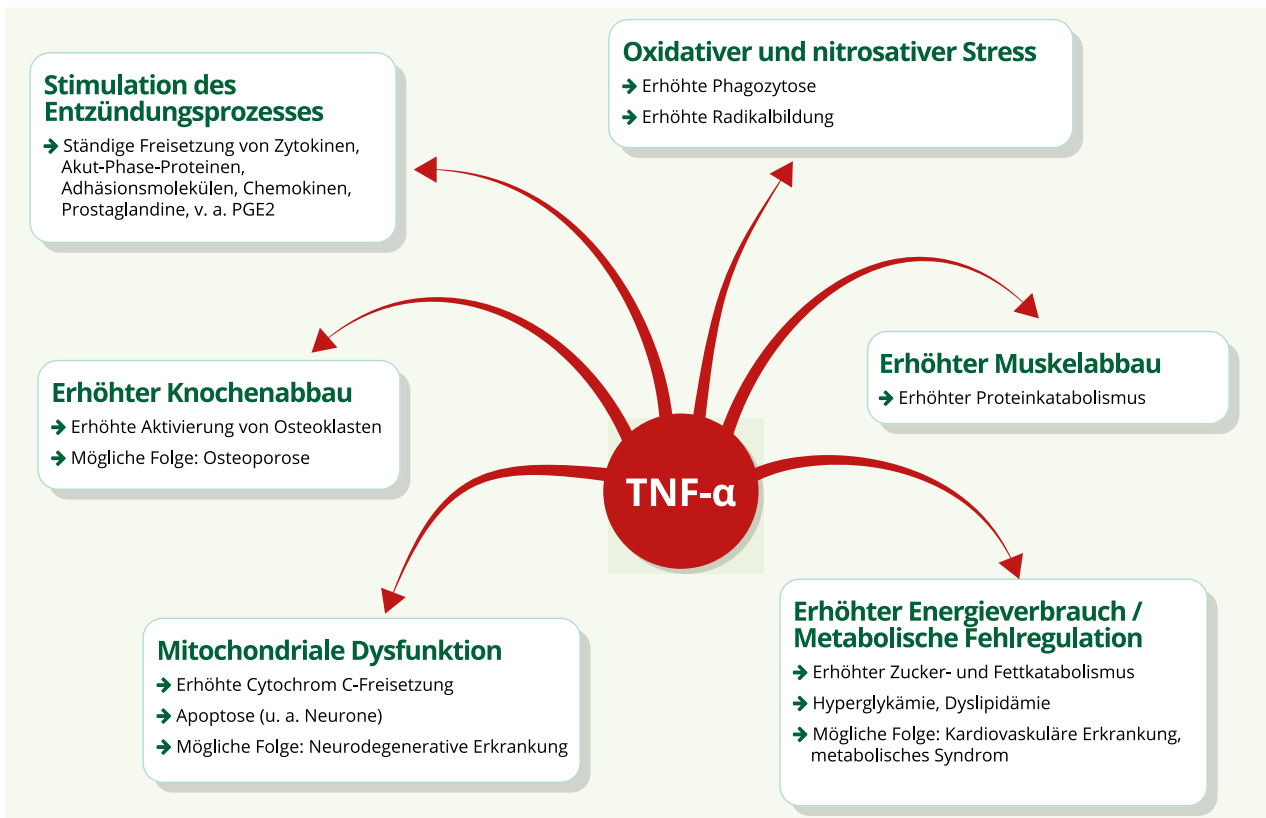 Stimulation des
Entzündungsprozesses
➔ Ständige Freisetzung von Zytokinen,
Akut-Phase-Proteinen,
Adhäsionsmolekülen, Chemokinen,
Prostaglandine, v. a. PGE2
Oxidativer und nitrosativer Stress
➔ Erhöhte Phagozytose
➔ Erhöhte Radikalbildung
Erhöhter Knochenabbau
➔ Erhöhte Aktivierung von Osteoklasten
➔ Mögliche Folge: Osteoporose
Erhöhter Muskelabbau
➔ Erhöhter Proteinkatabolismus
TNF-α
Mitochondriale Dysfunktion
➔ Erhöhte Cytochrom C-Freisetzung
➔ Apoptose (u. a. Neurone)
➔ Mögliche Folge: Neurodegenerative Erkrankung
Erhöhter Energieverbrauch /
Metabolische Fehlregulation
➔ Erhöhter Zucker- und Fettkatabolismus
➔ Hyperglykämie, Dyslipidämie
➔ Mögliche Folge: Kardiovaskuläre Erkrankung,
metabolisches Syndrom